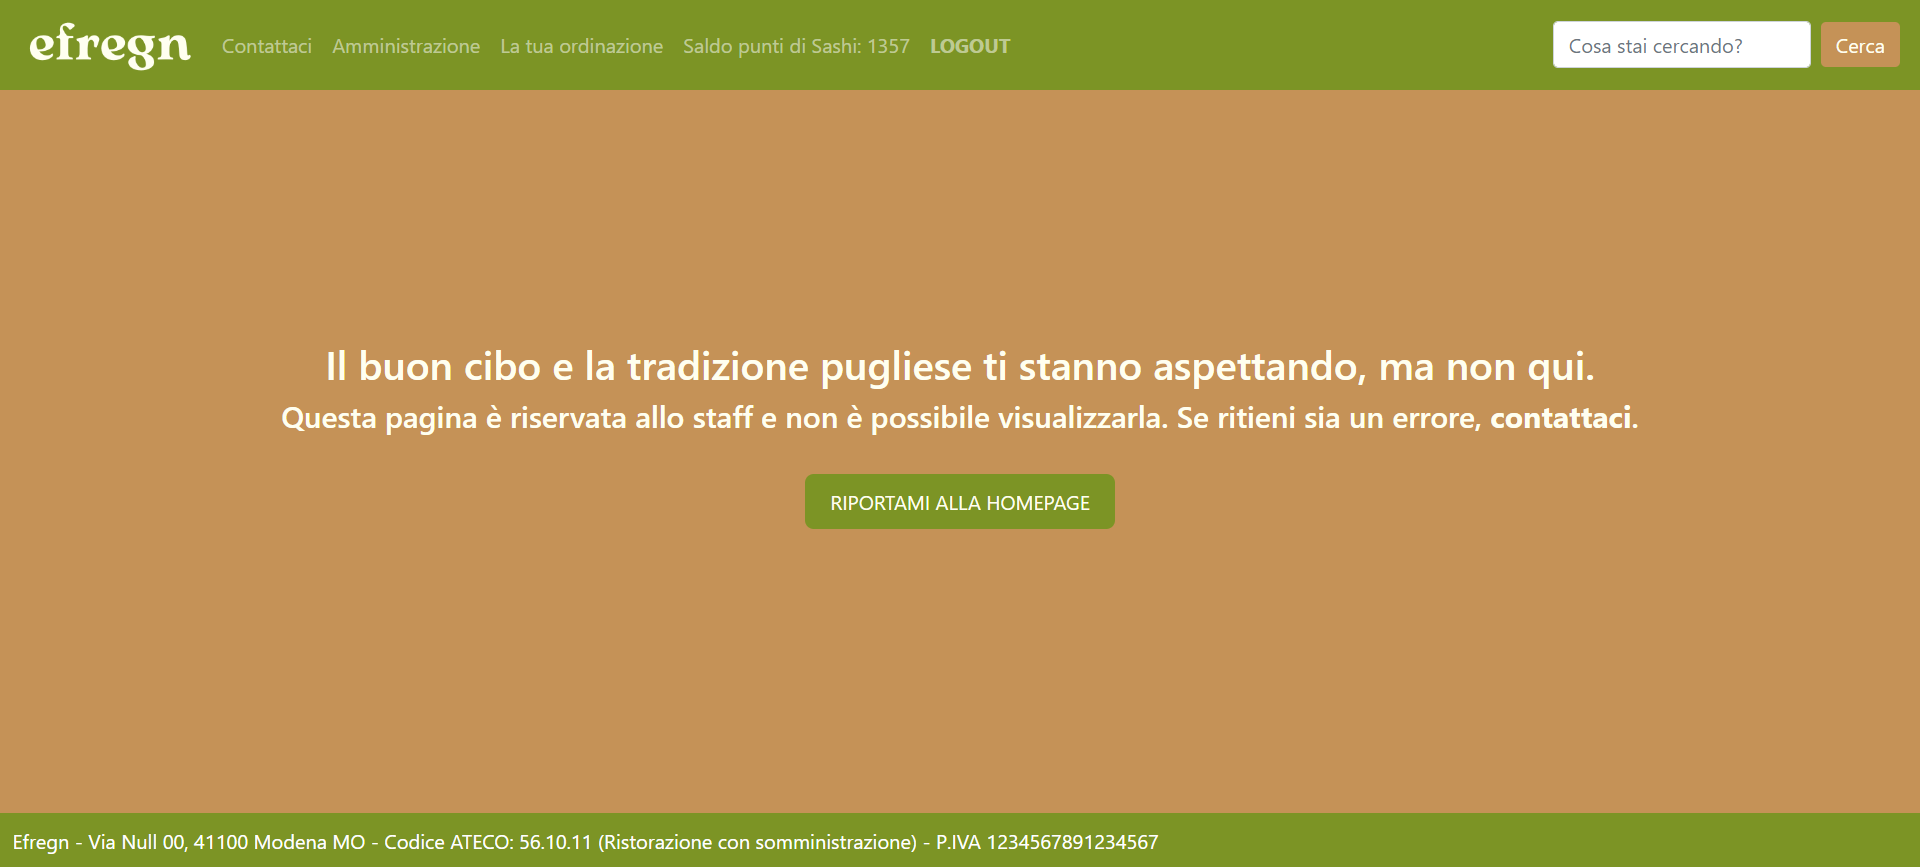 efregn Contattaci Amministrazione La tua ordinazione Saldo punti di Sashi: 1357 LOGOUT Cosa stai cercando? Cerca
Il buon cibo e la tradizione pugliese ti stanno aspettando, ma non qui.
Questa pagina è riservata allo staff e non è possibile visualizzarla. Se ritieni sia un errore, contattaci.
RIPORTAMI ALLA HOMEPAGE
Efregn - Via Null 00, 41100 Modena MO - Codice ATECO: 56.10.11 (Ristorazione con somministrazione) - P.IVA 1234567891234567